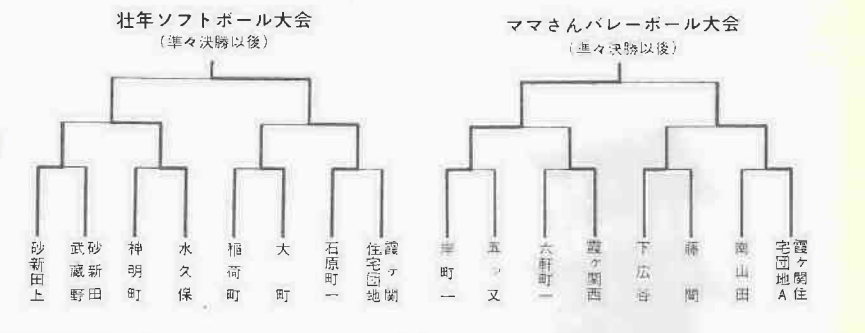 壮年ソフトボール大会
(準々決勝以後)
砂新田上
砂新田
武蔵野
神明町
水久保
稲荷町
大町
石原町一
霞ヶ関
住宅団地
ママさんバレーボール大会
(準々決勝以後)
岸町一
五ッ又
六軒町一
霞ヶ関西
下広谷
藤間
南山田
霞ヶ関住
宅団地A